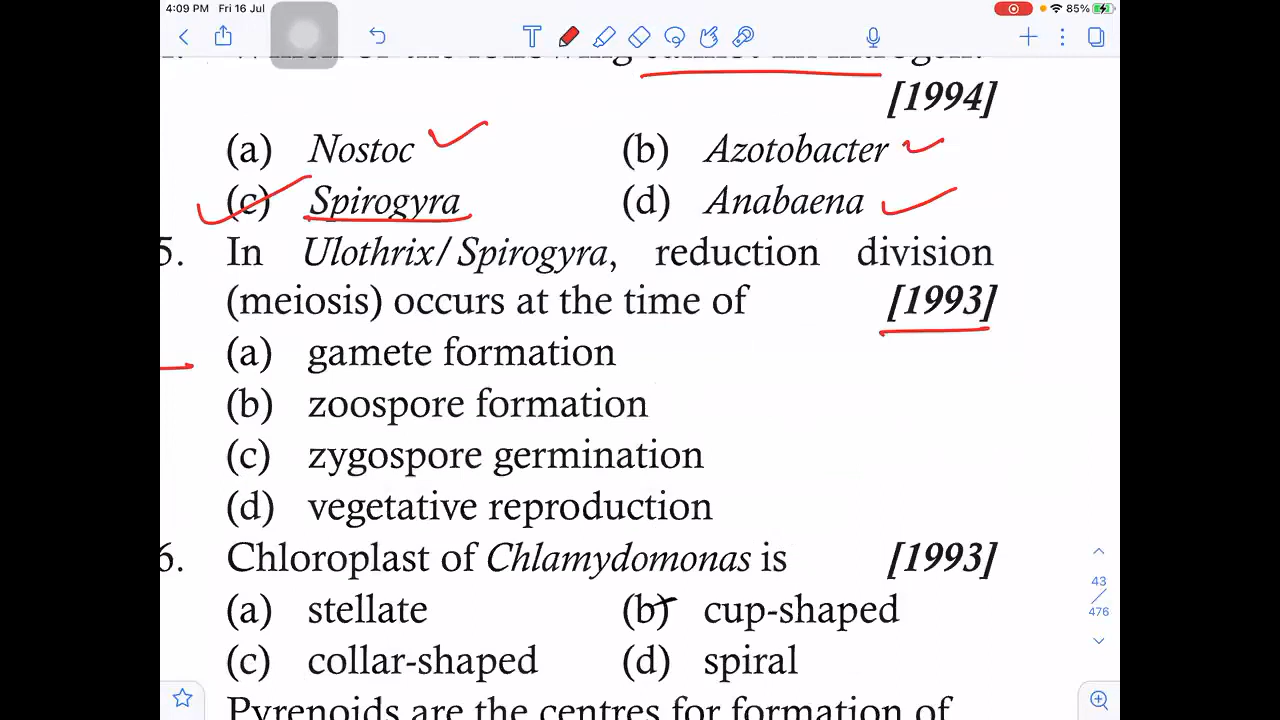 4:09 PM Fri 16 Jul
85%
[1994]
(a) Nostoc (b) Azotobacter
(c) Spirogyra (d) Anabaena
5. In Ulothrix/Spirogyra, reduction division
(meiosis) occurs at the time of [1993]
(a) gamete formation
(b) zoospore formation
(c) zygospore germination
(d) vegetative reproduction
6. Chloroplast of Chlamydomonas is [1993]
(a) stellate (b) cup-shaped
(c) collar-shaped (d) spiral
Pyrenoids are the centres for formation of
43
476